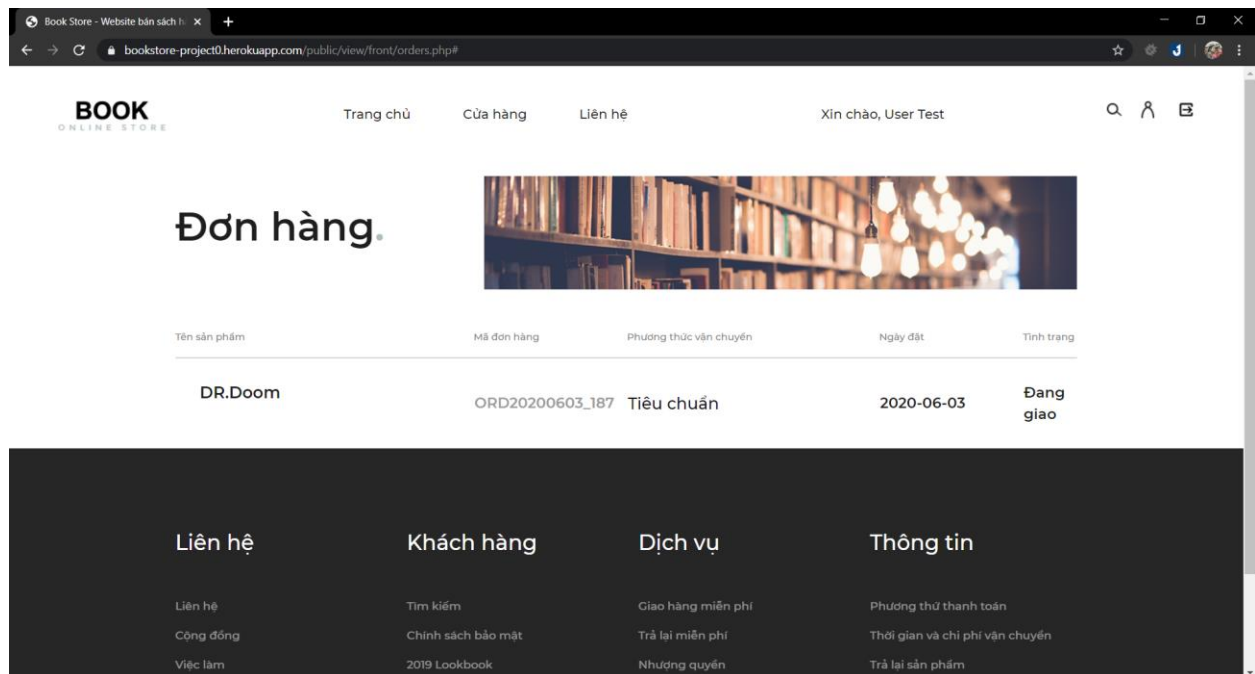 Book Store - Website bán sách h
bookstore-project0.herokuapp.com/public/view/front/orders.php#
BOOK
ONLINE STORE
Trang chủ Cửa hàng Liên hệ Xin chào, User Test
Đơn hàng.
Tên sản phẩm Mã đơn hàng Phương thức vận chuyển Ngày đặt Tình trạng
DR.Doom ORD20200603_187 Tiêu chuẩn 2020-06-03 Đang
giao
Liên hệ Khách hàng Dịch vụ Thông tin
Liên hệ Tìm kiếm Giao hàng miễn phí Phương thứ thanh toán
Cộng đồng Chính sách bảo mật Trả lại miễn phí Thời gian và chi phí vận chuyển
Việc làm 2019 Lookbook Nhượng quyền Trả lại sản phẩm